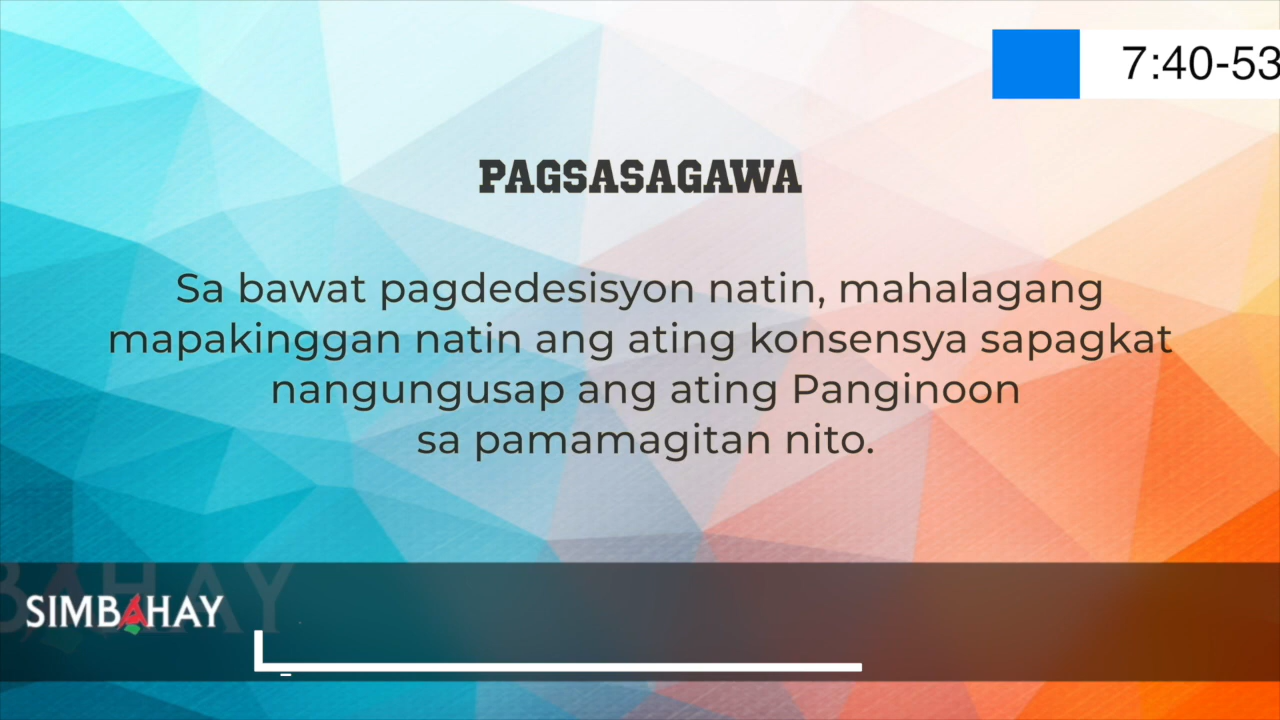 7:40-53
PAGSASAGAWA
Sa bawat pagdedesisyon natin, mahalagang
mapakinggan natin ang ating konsensya sapagkat
nangungusap ang ating Panginoon
sa pamamagitan nito.
SIMBAHAY